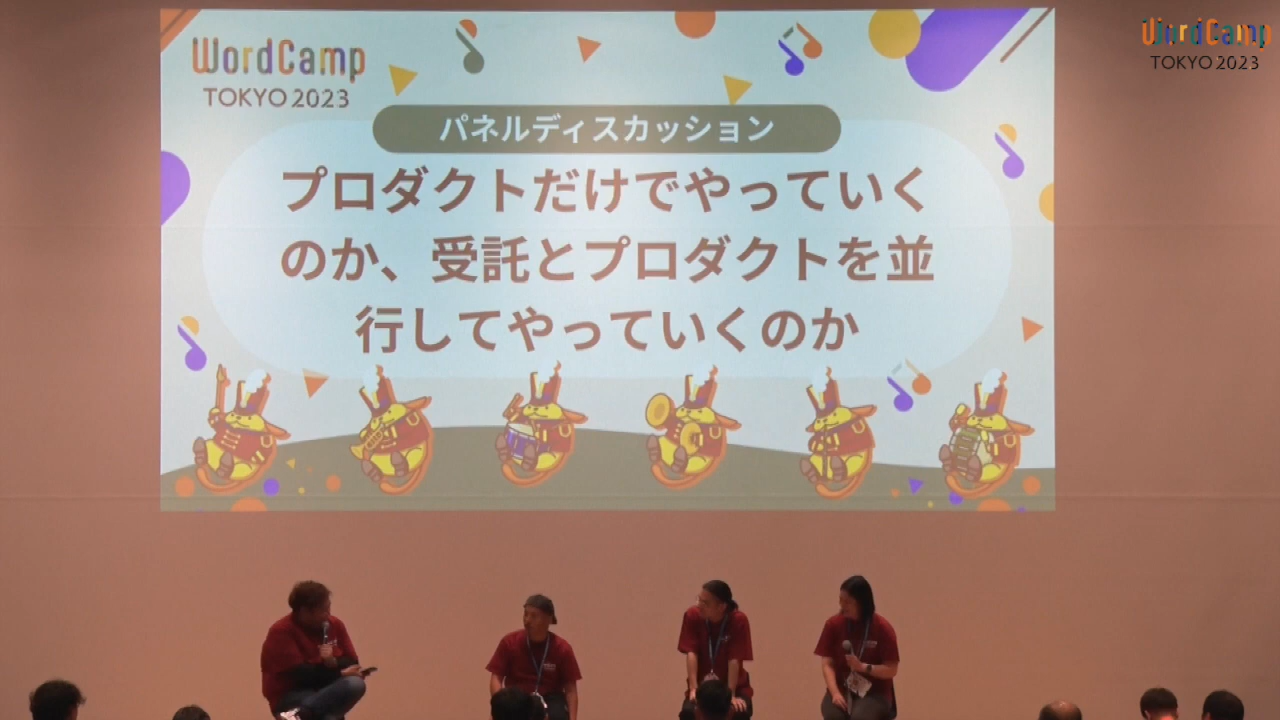 WordCamp
TOKYO 2023
パネルディスカッション
プロダクトだけでやっていく
のか、受託とプロダクトを並
行してやっていくのか
WordCamp
TOKYO 2023